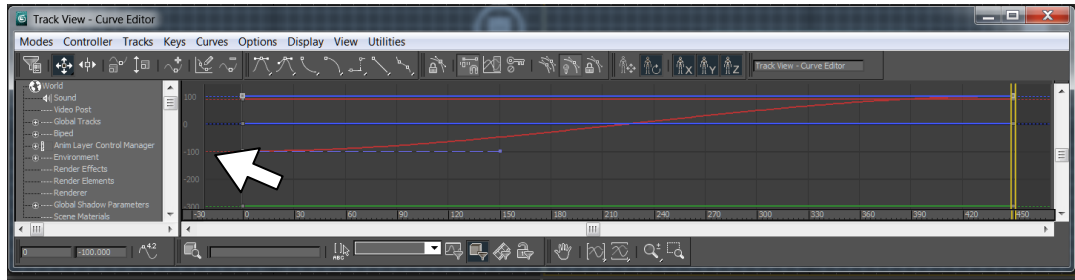 Track View - Curve Editor
Modes Controller Tracks Keys Curves Options Display View Utilities
X Y Z Track View - Curve Editor
World
Sound
Video Post
Global Tracks
Biped
Anim Layer Control Manager
Environment
Render Effects
Render Elements
Renderer
Global Shadow Parameters
Scene Materials
100
0
-100
-200
-300
-30 0 30 60 90 120 150 180 210 240 270 300 330 360 390 420 450
0 -100.000 4.2 ABC